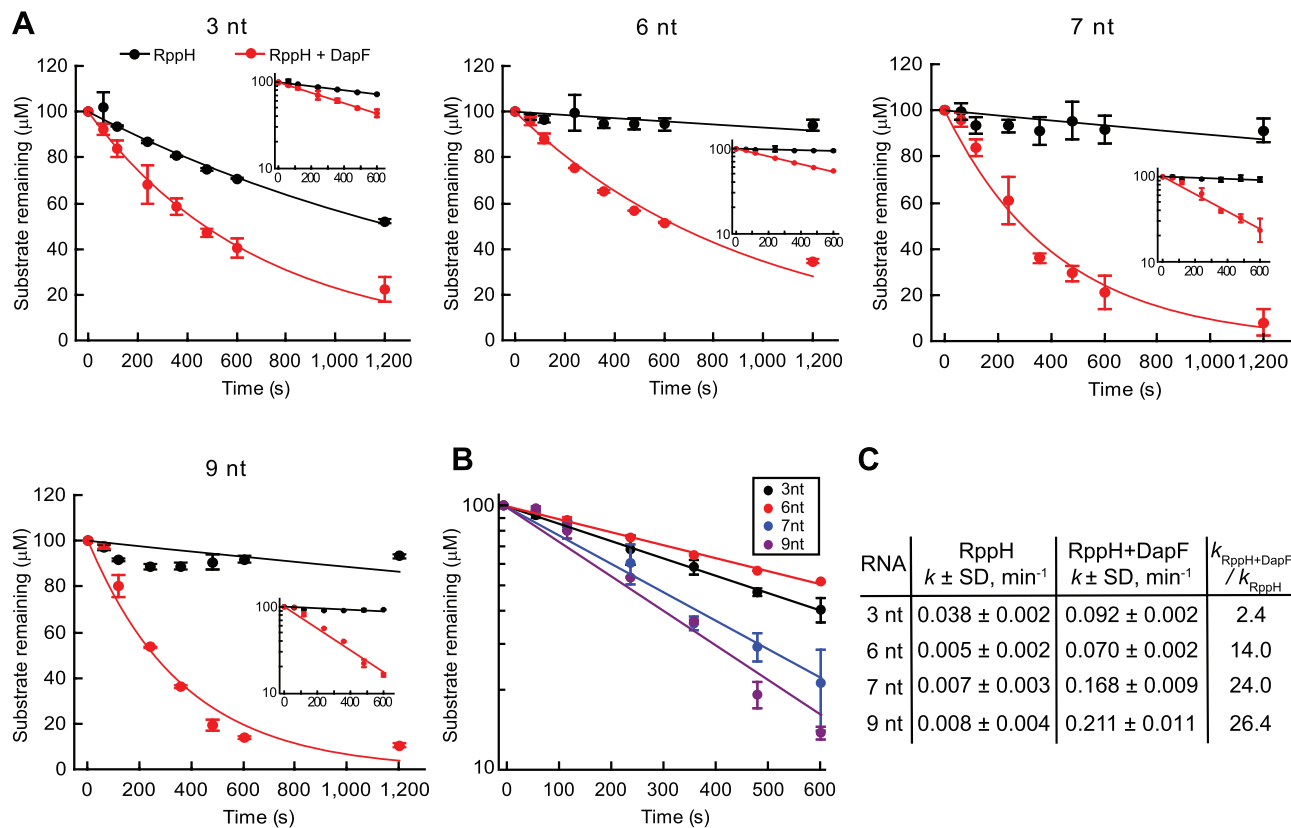 A
3 nt
RppH
RppH + DapF
Substrate remaining (µM)
120
100
80
60
40
20
0
0 200 400 600 800 1,000 1,200
Time (s)
100
10
0 200 400 600
6 nt
Substrate remaining (µM)
120
100
80
60
40
20
0
0 200 400 600 800 1,000 1,200
Time (s)
100
10
0 200 400 600
7 nt
Substrate remaining (µM)
120
100
80
60
40
20
0
0 200 400 600 800 1,000 1,200
Time (s)
100
10
0 200 400 600
9 nt
Substrate remaining (µM)
120
100
80
60
40
20
0
0 200 400 600 800 1,000 1,200
Time (s)
100
10
0 200 400 600
B
Substrate remaining (µM)
100
10
0 100 200 300 400 500 600
Time (s)
3nt
6nt
7nt
9nt
C
RNA RppH k ± SD, min⁻¹ RppH+DapF k ± SD, min⁻¹ kRppH+DapF / kRppH
3 nt 0.038 ± 0.002 0.092 ± 0.002 2.4
6 nt 0.005 ± 0.002 0.070 ± 0.002 14.0
7 nt 0.007 ± 0.003 0.168 ± 0.009 24.0
9 nt 0.008 ± 0.004 0.211 ± 0.011 26.4